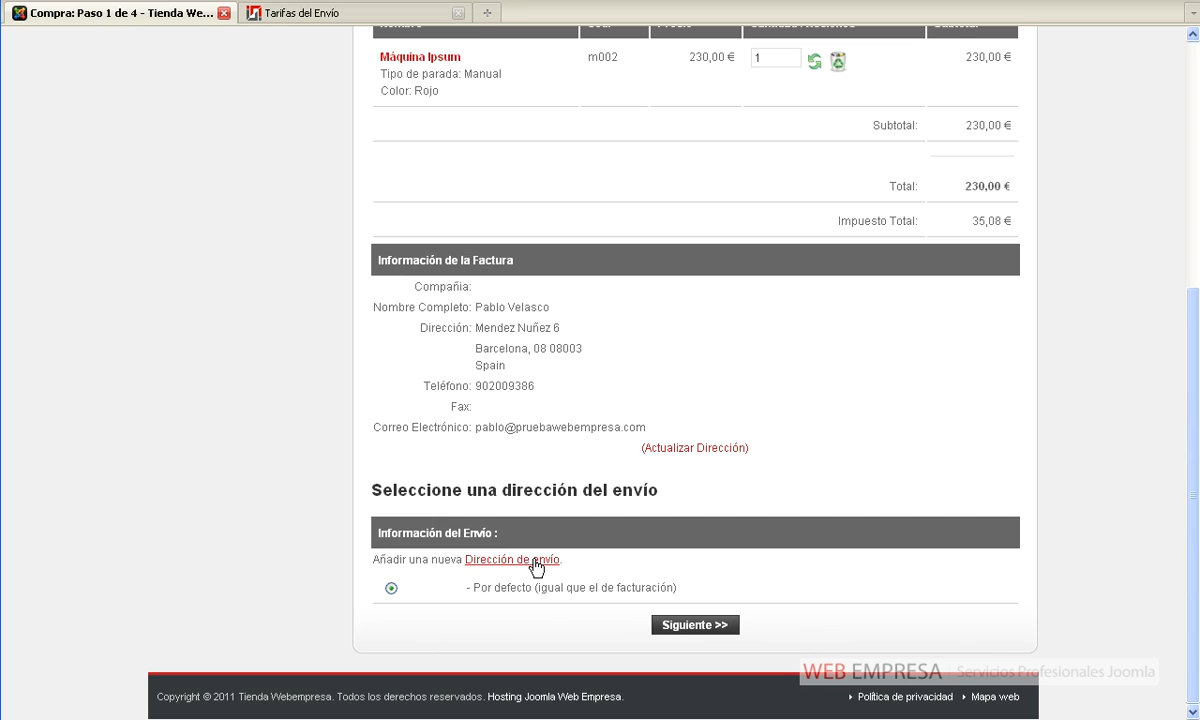 Compra: Paso 1 de 4 - Tienda We...
Tarifas del Envío
Máquina Ipsum
m002
230,00 €
1
230,00 €
Tipo de parada: Manual
Color: Rojo
Subtotal:
230,00 €
Total:
230,00 €
Impuesto Total:
35,08 €
Información de la Factura
Compañia:
Nombre Completo: Pablo Velasco
Dirección: Mendez Nuñez 6
Barcelona, 08 08003
Spain
Teléfono: 902009386
Fax:
Correo Electrónico: pablo@pruebawebempresa.com
(Actualizar Dirección)
Seleccione una dirección del envío
Información del Envío :
Añadir una nueva Dirección de envío.
- Por defecto (igual que el de facturación)
Siguiente >>
WEB EMPRESA Servicios Profesionales Joomla
Copyright © 2011 Tienda Webempresa. Todos los derechos reservados. Hosting Joomla Web Empresa.
Política de privacidad
Mapa web